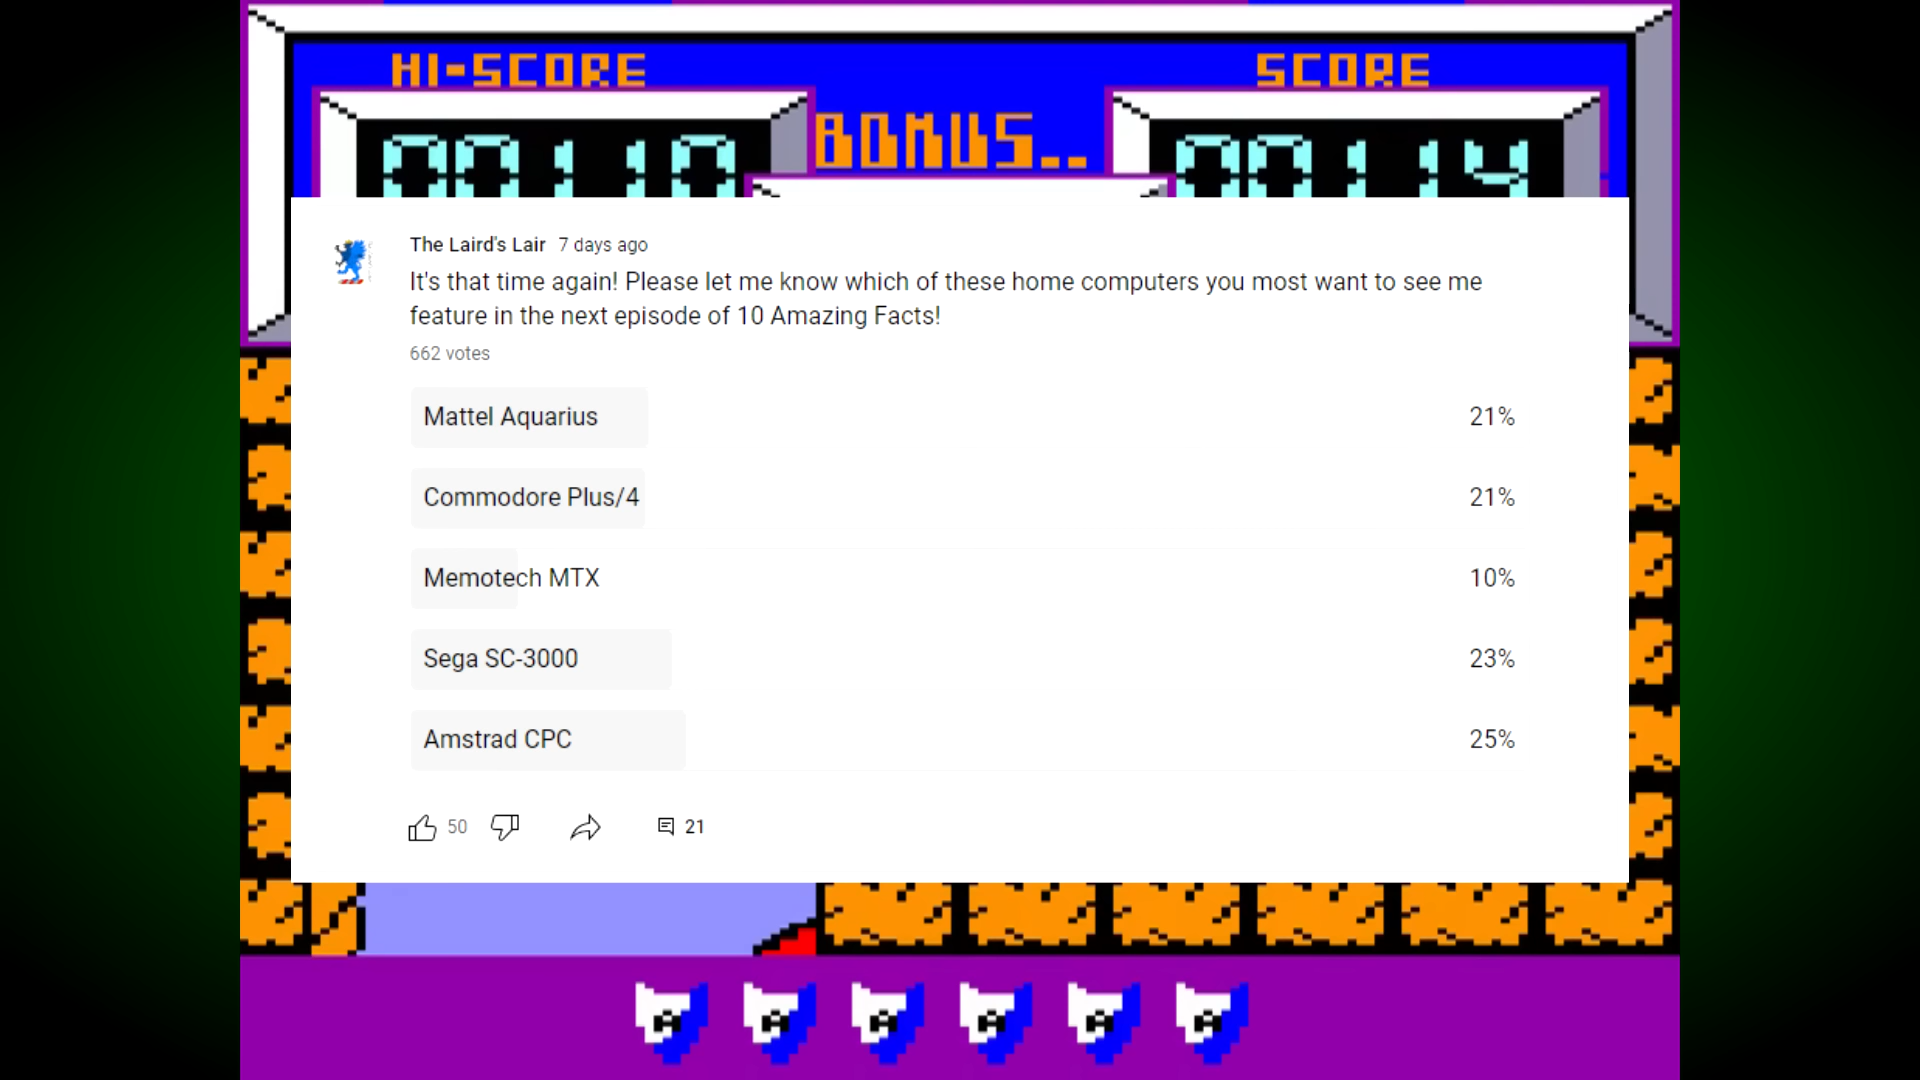 HI-SCORE
SCORE
BONUS..
00110
00114
The Laird's Lair 7 days ago
It's that time again! Please let me know which of these home computers you most want to see me
feature in the next episode of 10 Amazing Facts!
662 votes
Mattel Aquarius 21%
Commodore Plus/4 21%
Memotech MTX 10%
Sega SC-3000 23%
Amstrad CPC 25%
50 21